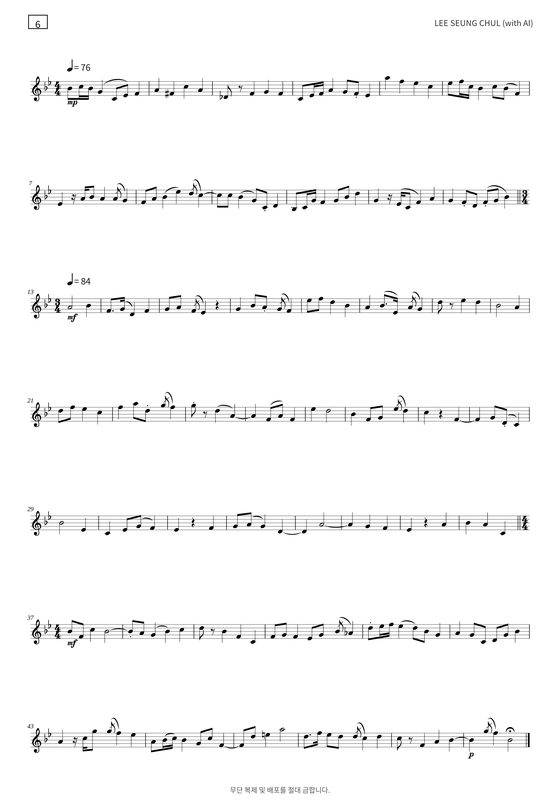 6
LEE SEUNG CHUL (with AI)
= 76
mp
7
= 84
13
mf
21
29
37
mf
43
p
무단 복제 및 배포를 절대 금합니다.